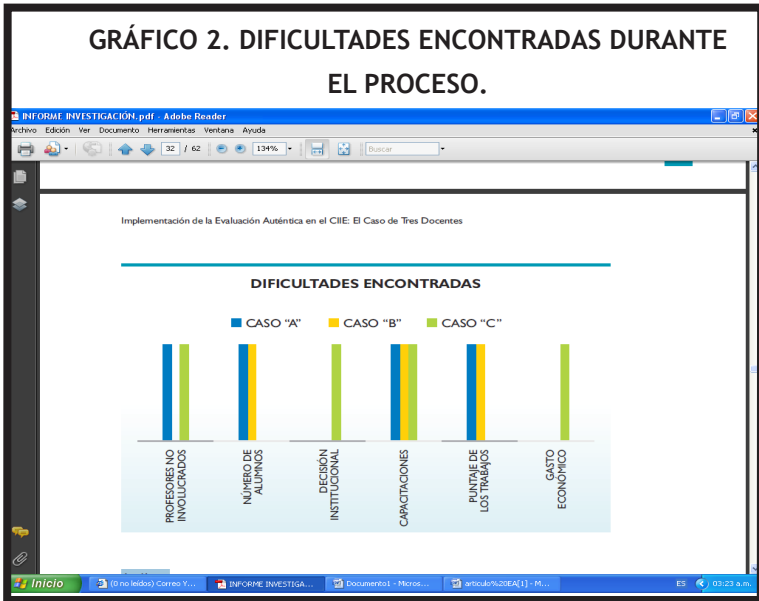 GRÁFICO 2. DIFICULTADES ENCONTRADAS DURANTE
EL PROCESO.
INFORME INVESTIGACIÓN.pdf - Adobe Reader
Archivo Edición Ver Documento Herramientas Ventana Ayuda
32 / 62 134% Buscar
Implementación de la Evaluación Auténtica en el CIIE: El Caso de Tres Docentes
DIFICULTADES ENCONTRADAS
CASO “A” CASO “B” CASO “C”
PROFESORES NO
INVOLUCRADOS
NÚMERO DE
ALUMNOS
DECISIÓN
INSTITUCIONAL
CAPACITACIONES
PUNTAJE DE
LOS TRABAJOS
GASTO
ECONÓMICO
Inicio (0 no leídos) Correo Y... INFORME INVESTIGA... Documento1 - Micros... articulo%20EA[1] - M... ES 03:23 a.m.